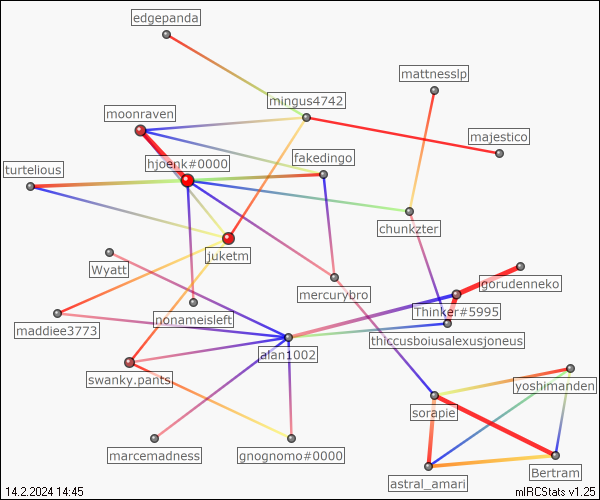 edgepanda
mattnesslp
mingus4742
moonraven
majestico
hjoenk#0000
fakedingo
turtelious
chunkzter
juketm
Wyatt
gorudenneko
mercurybro
Thinker#5995
nonameisleft
maddiee3773
thiccusboiusalexusjoneus
alan1002
swanky.pants
yoshimanden
sorapie
marcemadness
gnognomo#0000
Bertram
astral_amari
14.2.2024 14:45
mIRCStats v1.25